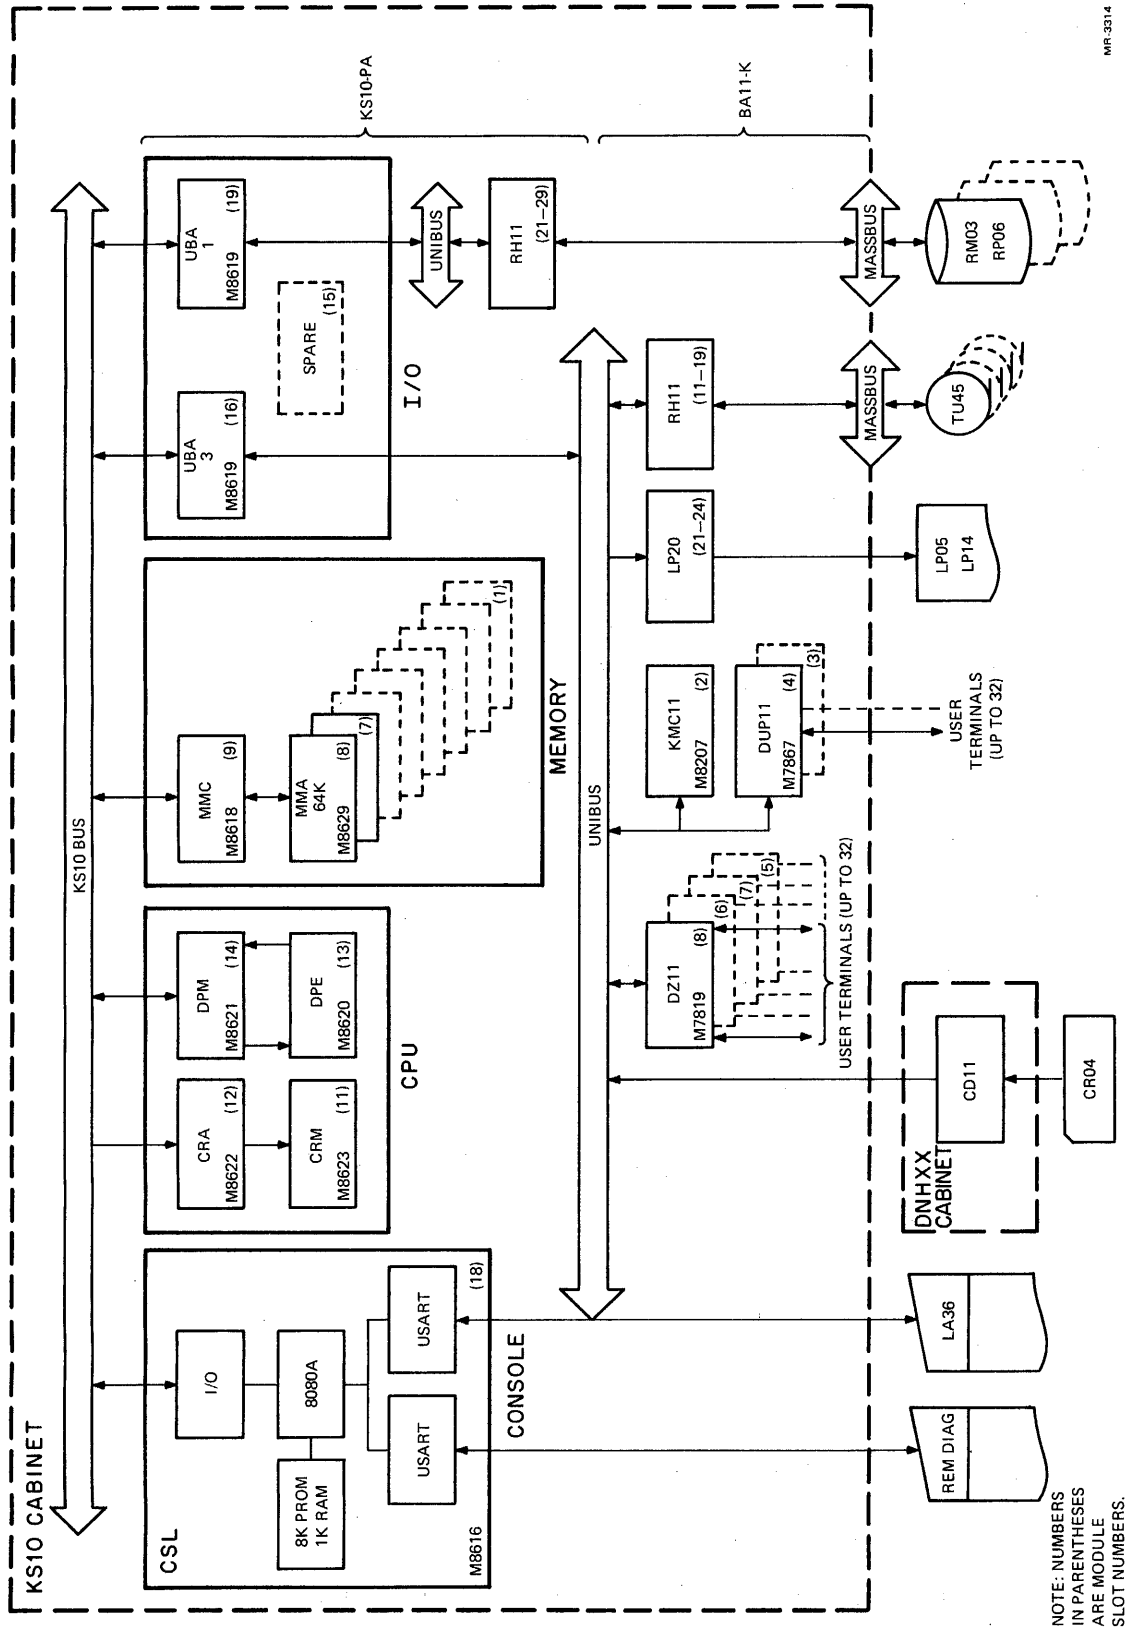 KS10 CABINET
KS10 BUS
CSL
I/O
8080A
8K PROM
1K RAM
USART
USART
M8616
(18)
CONSOLE
CRA
(12)
M8622
CRM
(11)
M8623
DPM
(14)
M8621
DPE
(13)
M8620
CPU
MMC
(9)
M8618
MMA
64K
(8)
M8629
(7)
(1)
MEMORY
UBA
3
(16)
M8619
UBA
1
(19)
M8619
SPARE
(15)
I/O
KS10-PA
UNIBUS
RH11
(21–29)
BA11-K
UNIBUS
DZ11
(8)
M7819
(6)
(7)
(5)
USER TERMINALS (UP TO 32)
KMC11
(2)
M8207
DUP11
(4)
M7867
(3)
USER
TERMINALS
(UP TO 32)
LP20
(21–24)
RH11
(11–19)
MASSBUS
MASSBUS
REM DIAG
LA36
DNHXX
CABINET
CD11
CR04
LP05
LP14
TU45
RM03
RP06
NOTE: NUMBERS
IN PARENTHESES
ARE MODULE
SLOT NUMBERS.
MR-3314